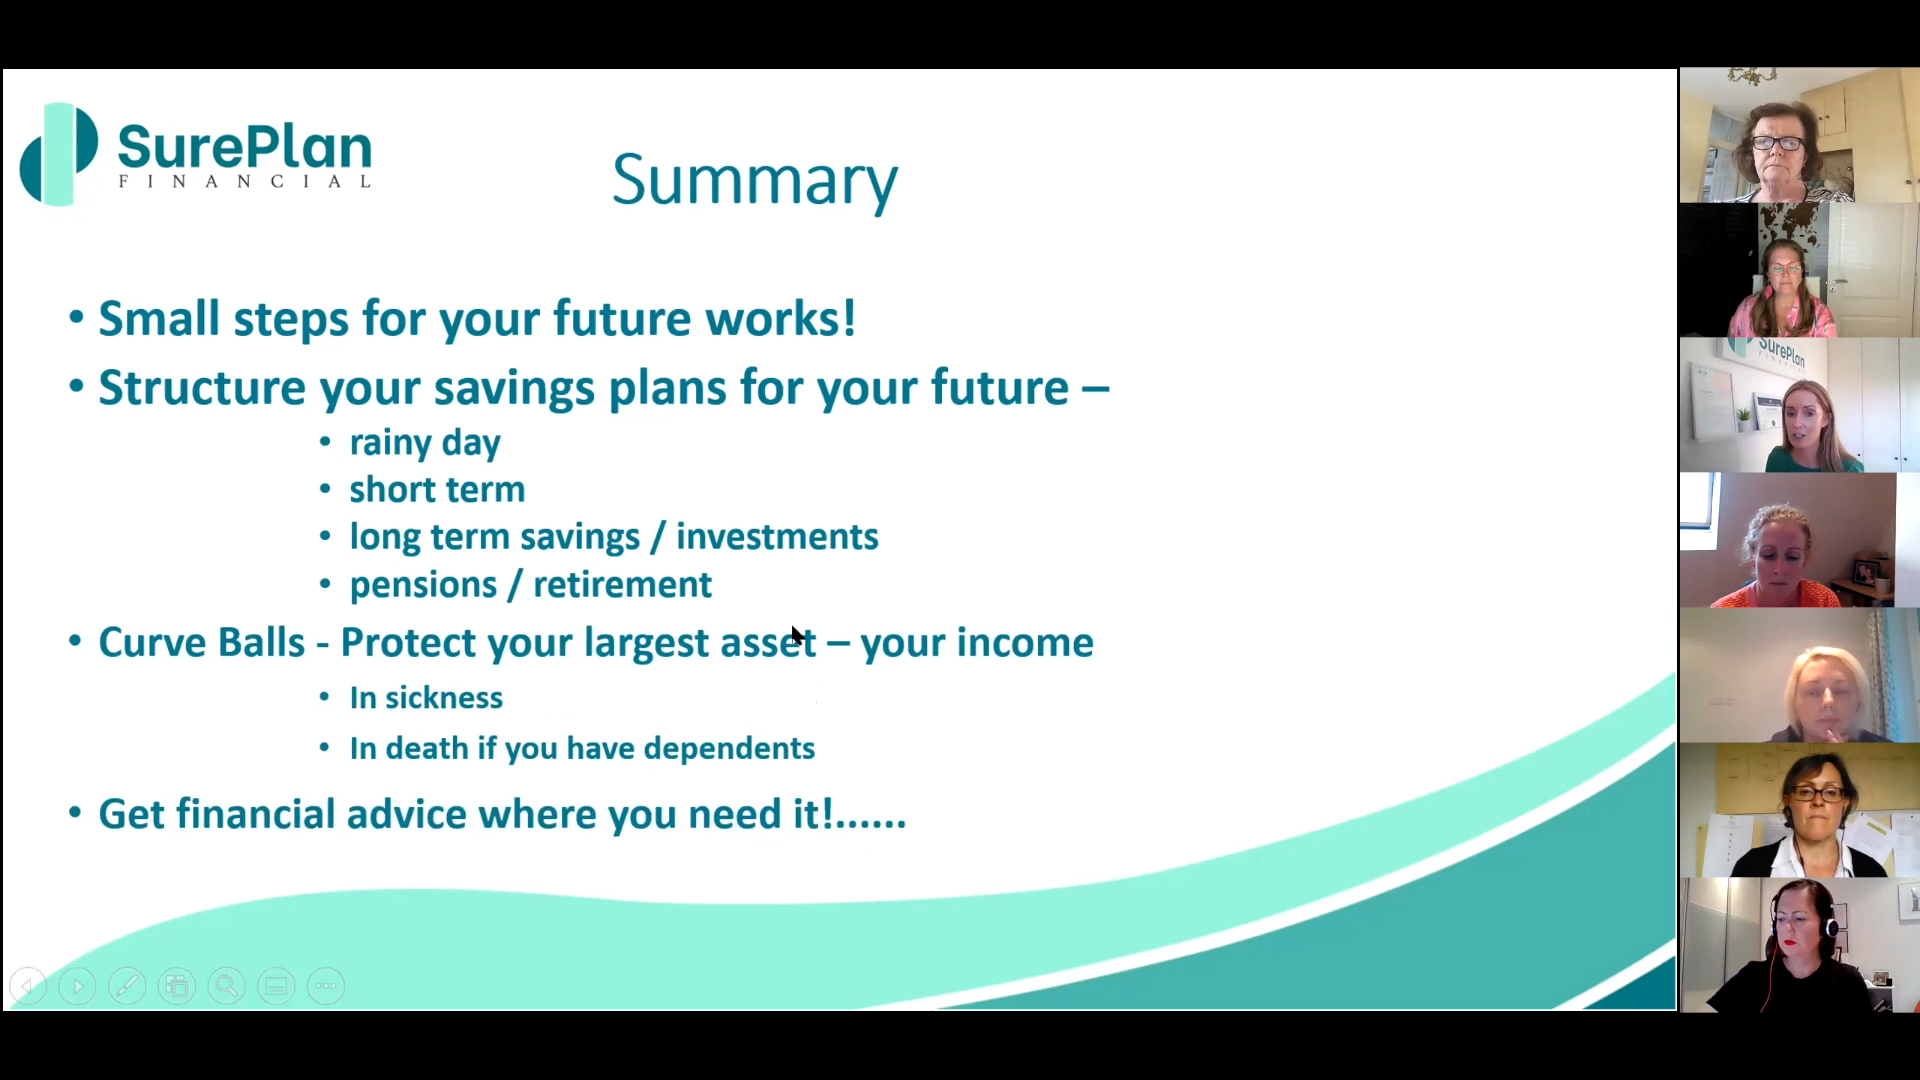 SurePlan
FINANCIAL
Summary
• Small steps for your future works!
• Structure your savings plans for your future –
• rainy day
• short term
• long term savings / investments
• pensions / retirement
• Curve Balls - Protect your largest asset – your income
• In sickness
• In death if you have dependents
• Get financial advice where you need it!......
SurePlan